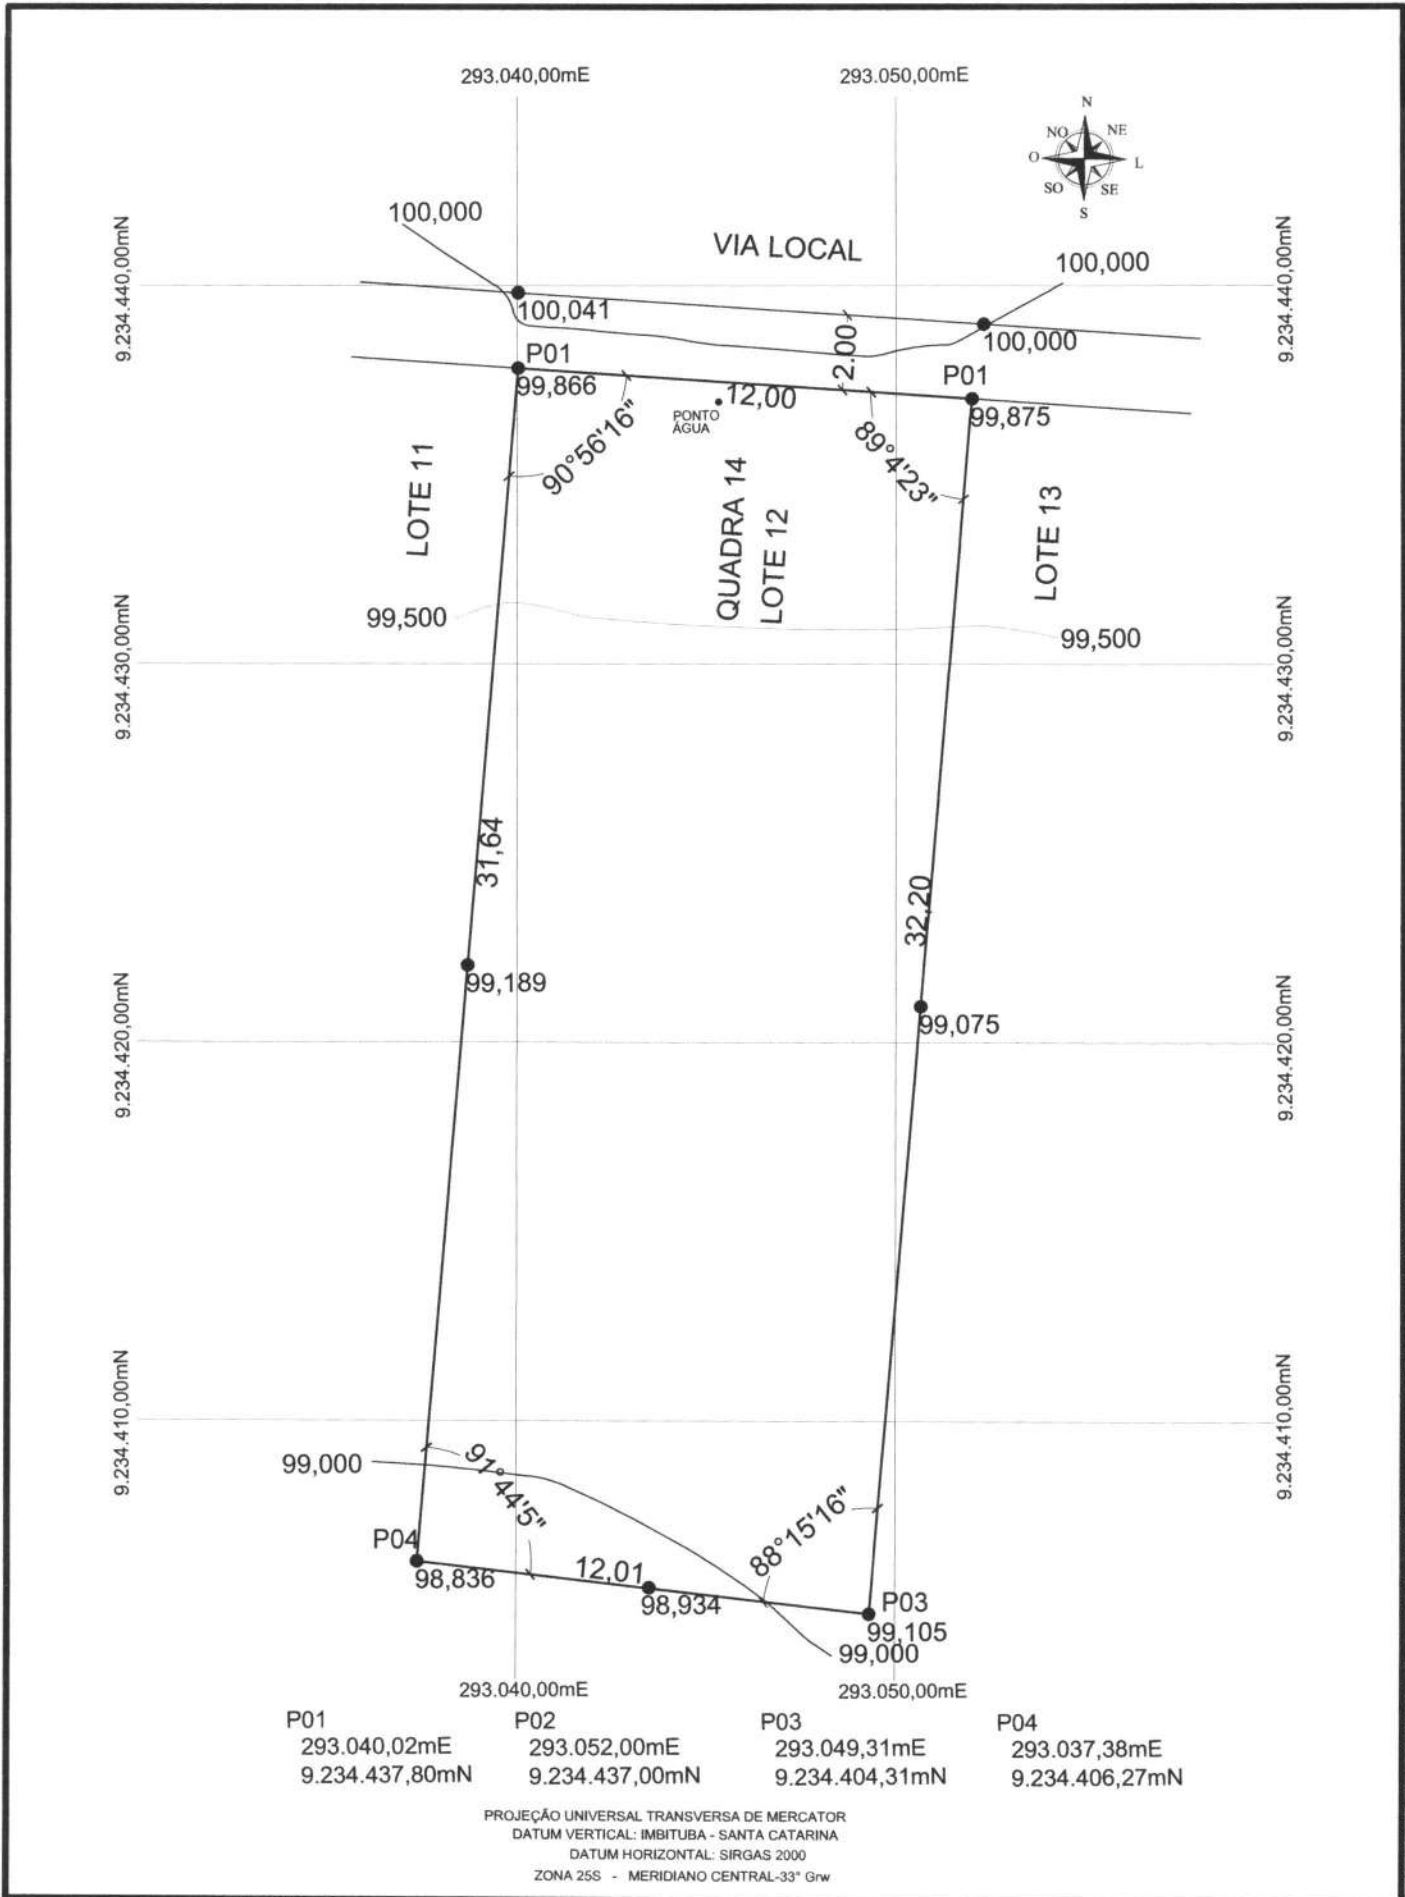 293.040,00mE
293.050,00mE
N
NO
NE
O
L
SO
SE
S
100,000
VIA LOCAL
100,000
9.234.440,00mN
9.234.440,00mN
100,041
100,000
2.00
P01
P01
99,866
12,00
99,875
PONTO
ÁGUA
90°56'16"
89°4'23"
LOTE 11
QUADRA 14
LOTE 12
LOTE 13
99,500
99,500
9.234.430,00mN
9.234.430,00mN
31,64
32,20
99,189
99,075
9.234.420,00mN
9.234.420,00mN
9.234.410,00mN
9.234.410,00mN
99,000
91°44'5"
88°15'16"
P04
98,836
12,01
98,934
P03
99,105
99,000
293.040,00mE
293.050,00mE
P01
293.040,02mE
9.234.437,80mN
P02
293.052,00mE
9.234.437,00mN
P03
293.049,31mE
9.234.404,31mN
P04
293.037,38mE
9.234.406,27mN
PROJEÇÃO UNIVERSAL TRANSVERSA DE MERCATOR
DATUM VERTICAL: IMBITUBA - SANTA CATARINA
DATUM HORIZONTAL: SIRGAS 2000
ZONA 25S - MERIDIANO CENTRAL-33° Grw